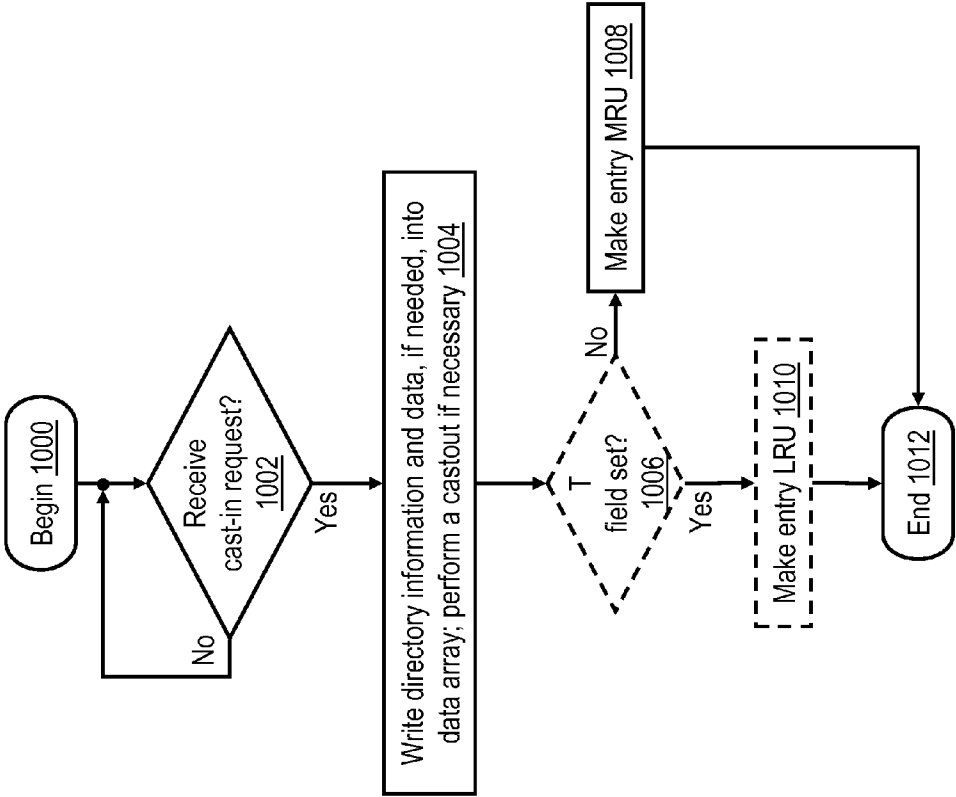 Begin 1000
Receive
cast-in request?
1002
No
Yes
Write directory information and data, if needed, into
data array; perform a castout if necessary 1004
T
field set?
1006
No
Yes
Make entry MRU 1008
Make entry LRU 1010
End 1012